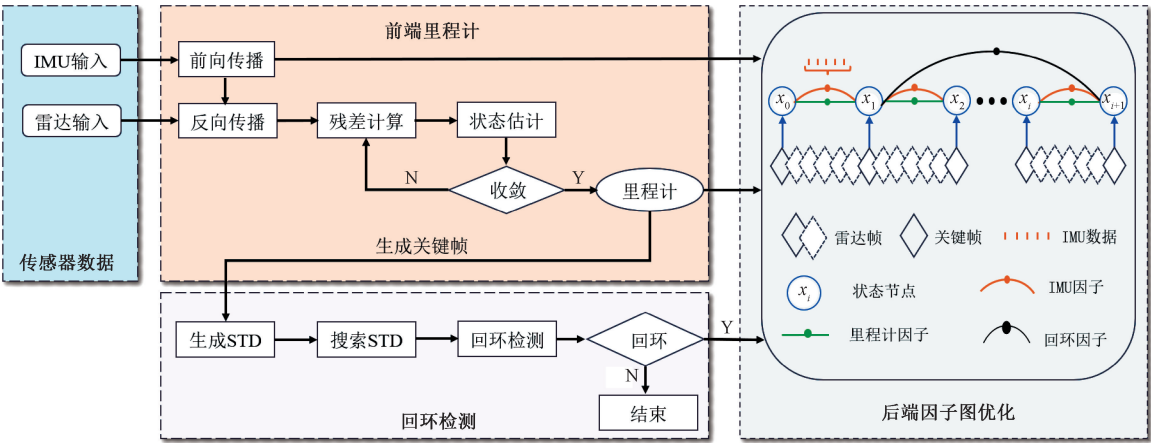 IMU输入
雷达输入
传感器数据
前端里程计
前向传播
反向传播
残差计算
状态估计
收敛
N
Y
里程计
生成关键帧
生成STD
搜索STD
回环检测
回环
Y
N
结束
回环检测
x0
x1
x2
xi
xi+1
雷达帧
关键帧
IMU数据
xi
状态节点
IMU因子
里程计因子
回环因子
后端因子图优化